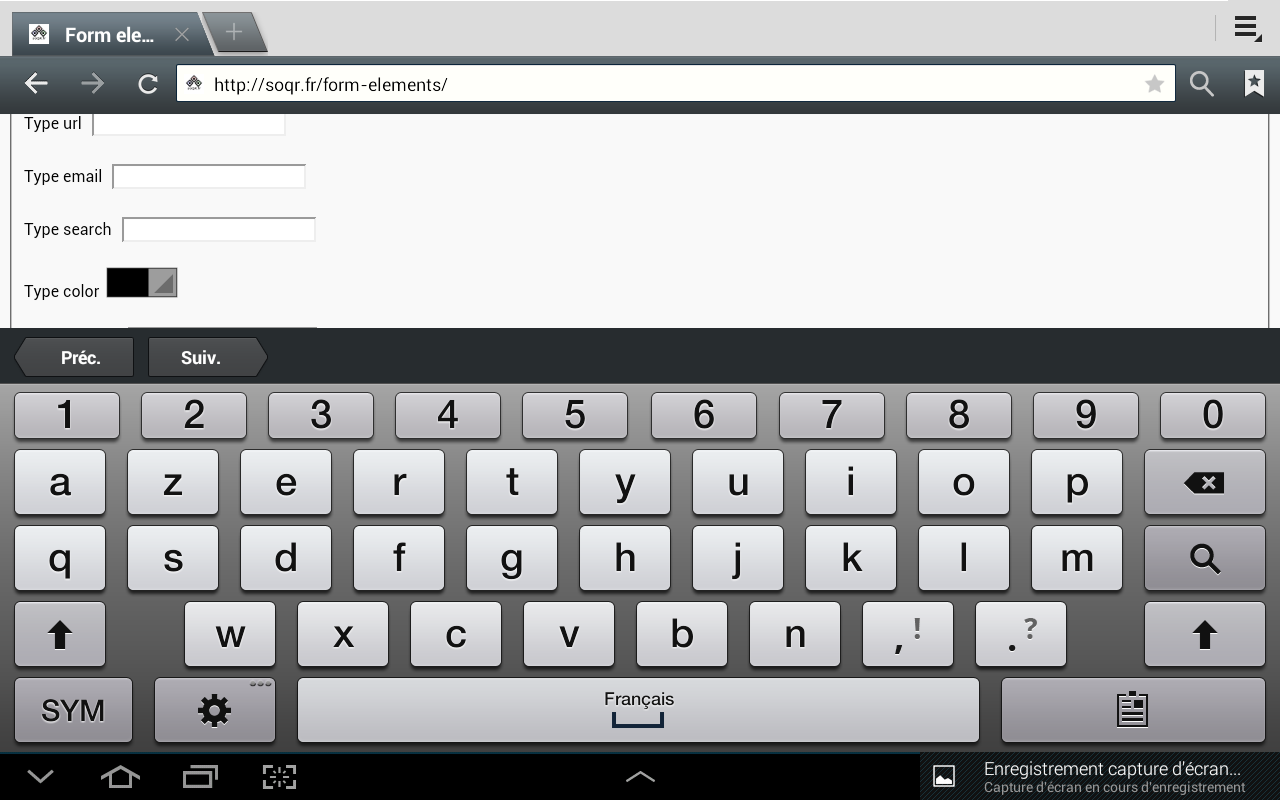 Form ele...
http://soqr.fr/form-elements/
Type url
Type email
Type search
Type color
Préc. Suiv.
1 2 3 4 5 6 7 8 9 0
a z e r t y u i o p
q s d f g h j k l m
w x c v b n , ! . ?
SYM Français
Enregistrement capture d'écran...
Capture d'écran en cours d'enregistrement